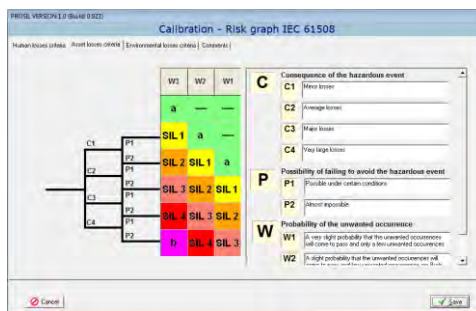 PROSIL VERSION 1.0 (Build 0.922)
Calibration - Risk graph IEC 61508
Human losses criteria | Asset losses criteria | Environmental losses criteria | Comments
W3 W2 W1
a — —
SIL 1 a —
SIL 2 SIL 1 a
SIL 3 SIL 2 SIL 1
SIL 4 SIL 3 SIL 2
b SIL 4 SIL 3
C1 P1
P2
C2 P1
P2
C3 P1
P2
C4 P1
P2
C Consequence of the hazardous event
C1 Minor losses
C2 Average losses
C3 Major losses
C4 Very large losses
P Possibility of failing to avoid the hazardous event
P1 Possible under certain conditions
P2 Almost impossible
W Probability of the unwanted occurrence
W1 A very slight probability that the unwanted occurrences
will come to pass and only a few unwanted occurrences
W2 A slight probability that the unwanted occurrences will
Cancel
Save